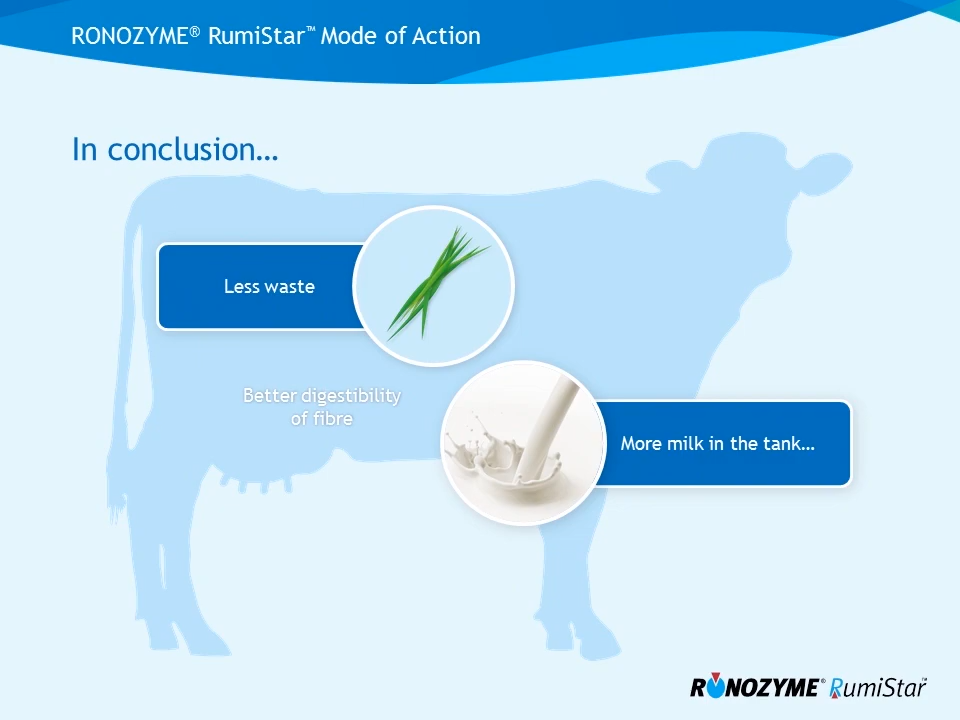 RONOZYME® RumiStar™ Mode of Action
In conclusion…
Less waste
Better digestibility
of fibre
More milk in the tank…
RONOZYME® RumiStar™